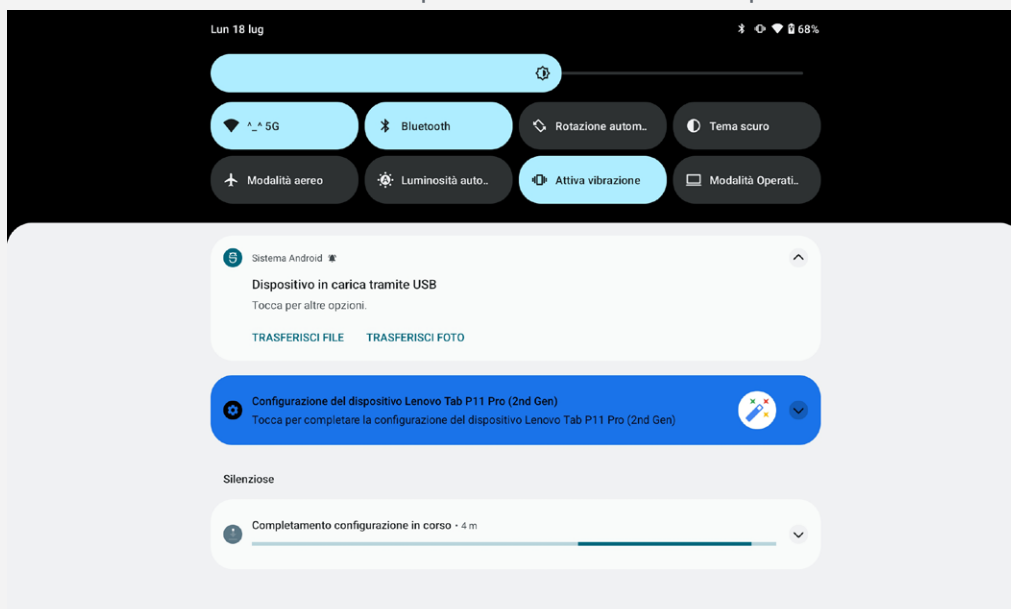 Lun 18 lug
68%
^_^ 5G
Bluetooth
Rotazione autom..
Tema scuro
Modalità aereo
Luminosità auto..
Attiva vibrazione
Modalità Operati..
Sistema Android
Dispositivo in carica tramite USB
Tocca per altre opzioni.
TRASFERISCI FILE TRASFERISCI FOTO
Configurazione del dispositivo Lenovo Tab P11 Pro (2nd Gen)
Tocca per completare la configurazione del dispositivo Lenovo Tab P11 Pro (2nd Gen)
Silenziose
Completamento configurazione in corso • 4 m